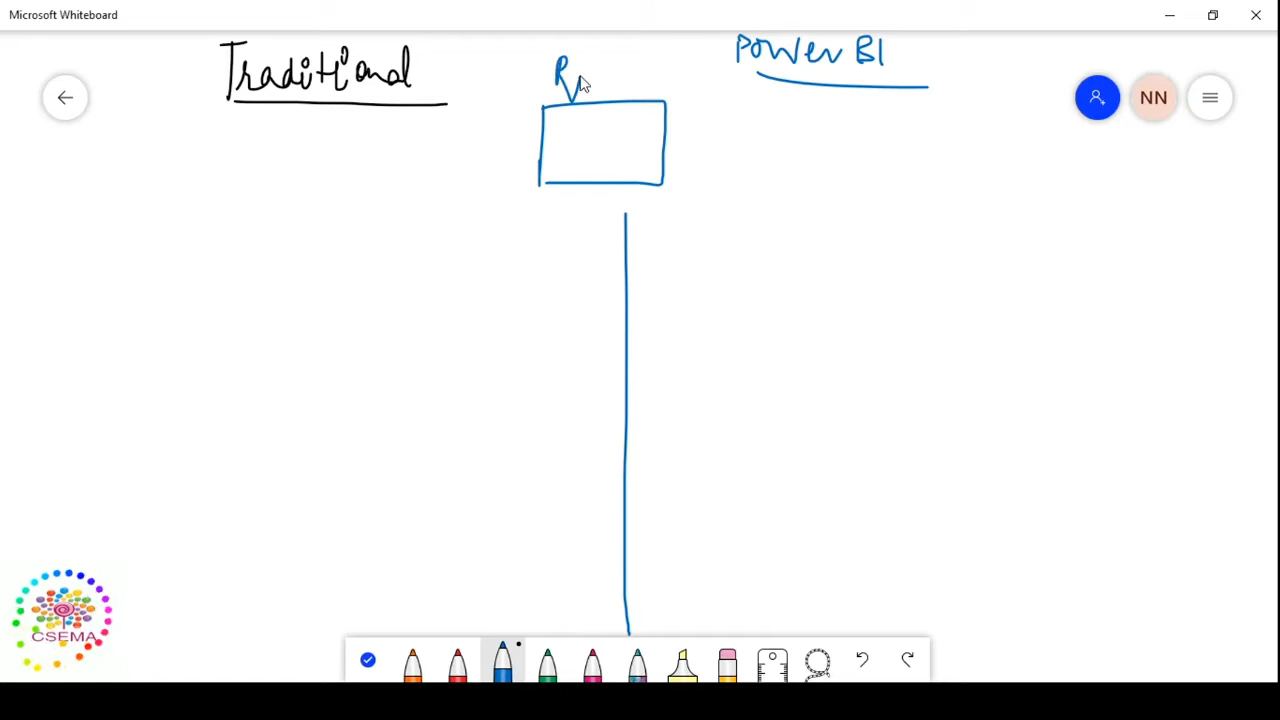 Microsoft Whiteboard
Traditional
Power BI
R
NN
CSEMA